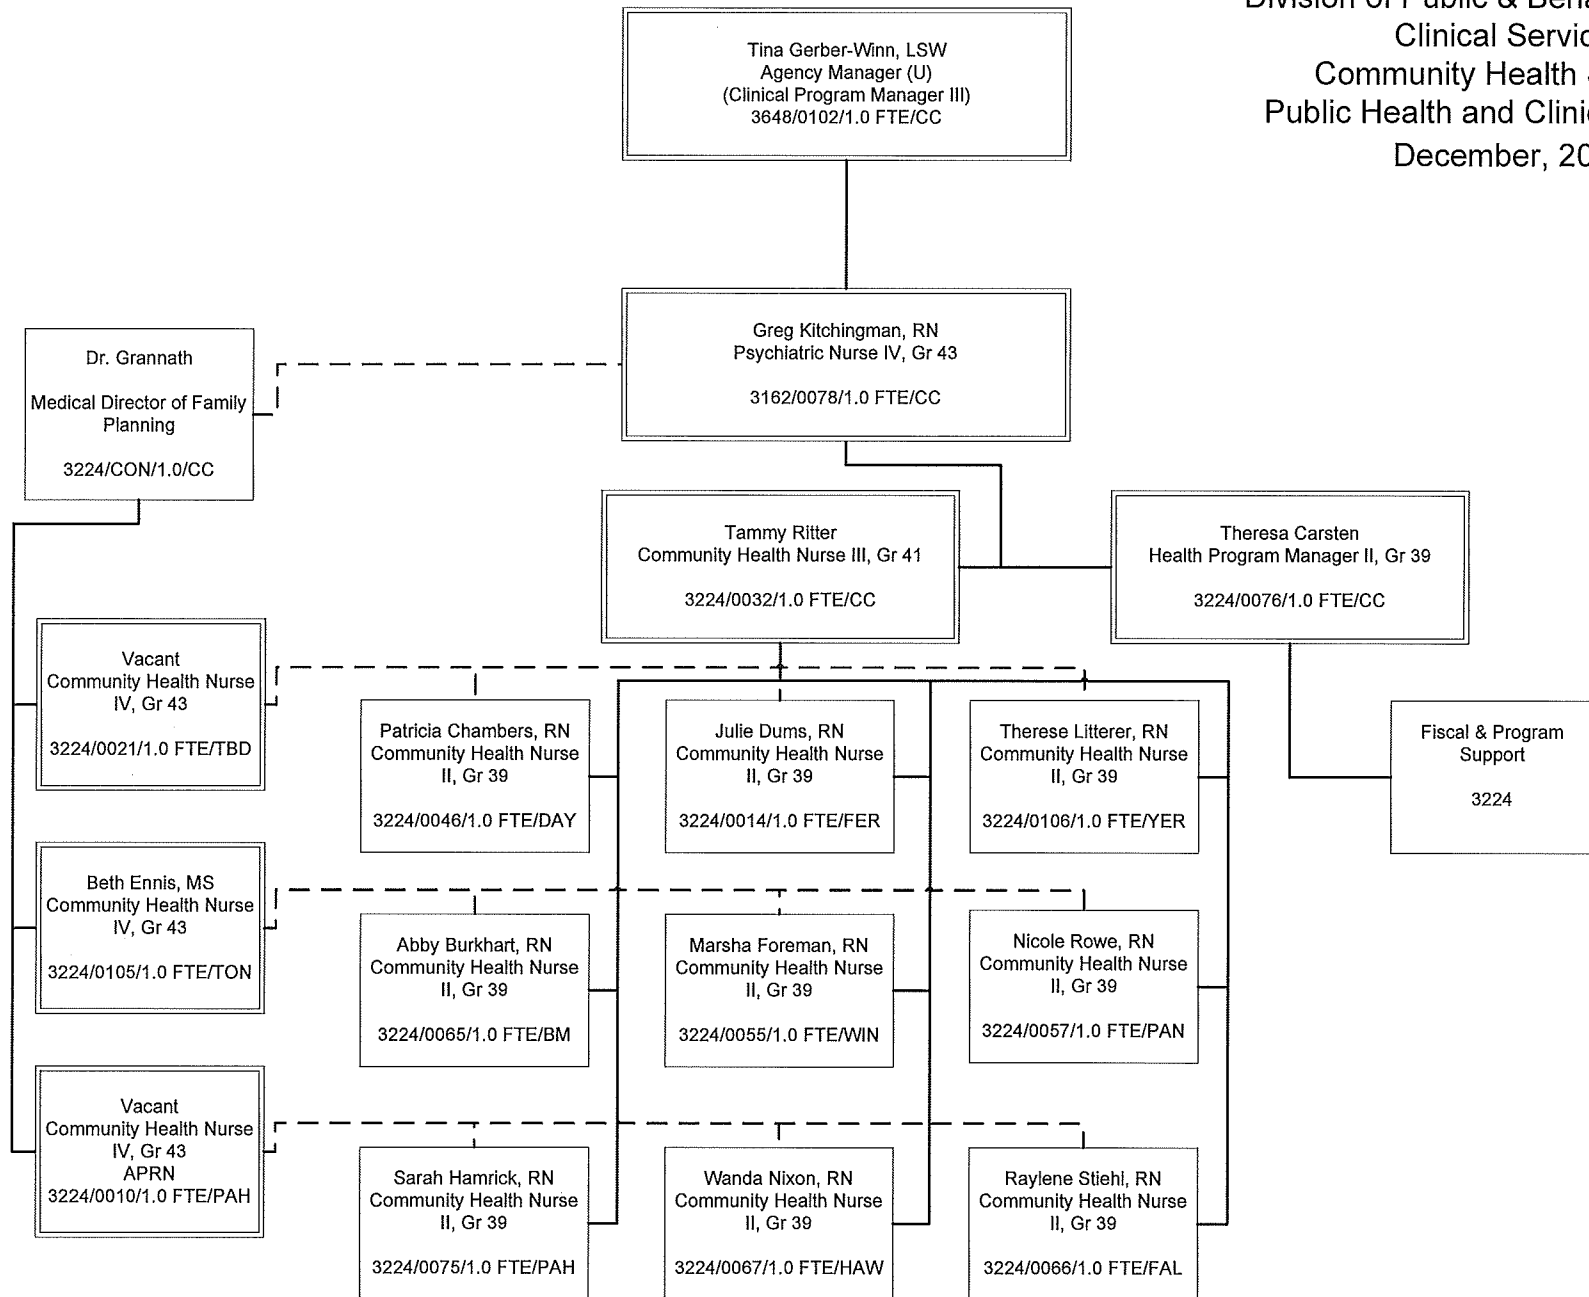 Division of Public &
Clinical
Community Health
Public Health and
December,
Tina Gerber-Winn, LSW
Agency Manager (U)
(Clinical Program Manager III)
3648/0102/1.0 FTE/CC
Greg Kitchingman, RN
Psychiatric Nurse IV, Gr 43
3162/0078/1.0 FTE/CC
Dr. Grannath
Medical Director of Family
Planning
3224/CON/1.0/CC
Tammy Ritter
Community Health Nurse III, Gr 41
3224/0032/1.0 FTE/CC
Theresa Carsten
Health Program Manager II, Gr 39
3224/0076/1.0 FTE/CC
Vacant
Community Health Nurse
IV, Gr 43
3224/0021/1.0 FTE/TBD
Patricia Chambers, RN
Community Health Nurse
II, Gr 39
3224/0046/1.0 FTE/DAY
Julie Dums, RN
Community Health Nurse
II, Gr 39
3224/0014/1.0 FTE/FER
Therese Litterer, RN
Community Health Nurse
II, Gr 39
3224/0106/1.0 FTE/YER
Fiscal & Program
Support
3224
Beth Ennis, MS
Community Health Nurse
IV, Gr 43
3224/0105/1.0 FTE/TON
Abby Burkhart, RN
Community Health Nurse
II, Gr 39
3224/0065/1.0 FTE/BM
Marsha Foreman, RN
Community Health Nurse
II, Gr 39
3224/0055/1.0 FTE/WIN
Nicole Rowe, RN
Community Health Nurse
II, Gr 39
3224/0057/1.0 FTE/PAN
Vacant
Community Health Nurse
IV, Gr 43
APRN
3224/0010/1.0 FTE/PAH
Sarah Hamrick, RN
Community Health Nurse
II, Gr 39
3224/0075/1.0 FTE/PAH
Wanda Nixon, RN
Community Health Nurse
II, Gr 39
3224/0067/1.0 FTE/HAW
Raylene Stiehl, RN
Community Health Nurse
II, Gr 39
3224/0066/1.0 FTE/FAL